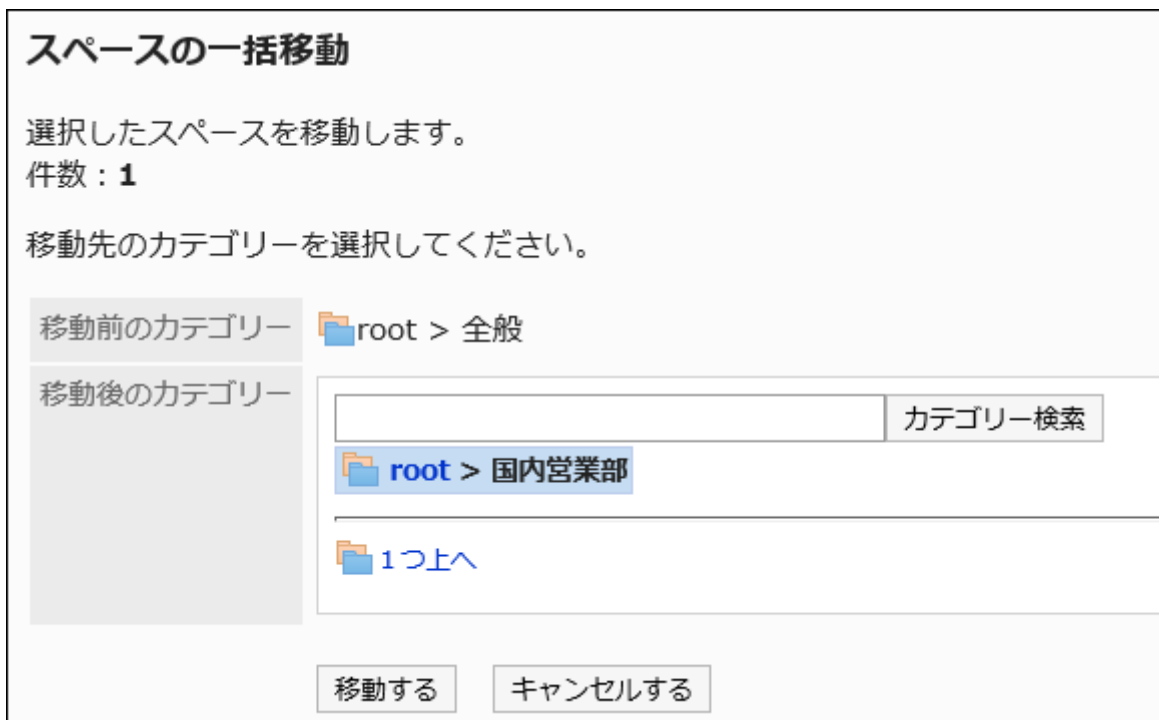 スペースの一括移動
選択したスペースを移動します。
件数：1
移動先のカテゴリーを選択してください。
移動前のカテゴリー root > 全般
移動後のカテゴリー
カテゴリー検索
root > 国内営業部
1つ上へ
移動する キャンセルする